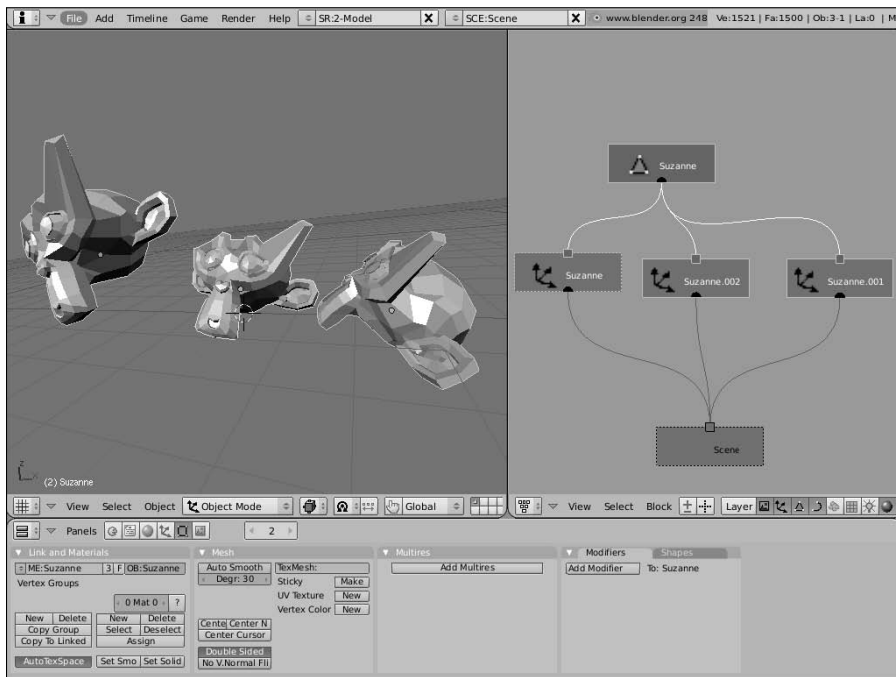 File Add Timeline Game Render Help SR:2-Model X SCE:Scene X www.blender.org 248 Ve:1521 | Fa:1500 | Ob:3-1 | La:0 | M
Suzanne
Suzanne Suzanne.002 Suzanne.001
Scene
z
x
(2) Suzanne
View Select Object Object Mode Global
View Select Block Layer
Panels 2
Link and Materials Mesh Multires Modifiers Shapes
ME:Suzanne 3 F OB:Suzanne
Vertex Groups
0 Mat 0 ?
New Delete New Delete
Copy Group Select Deselect
Copy To Linked Assign
AutoTexSpace Set Smo Set Solid
Auto Smooth
Degr: 30
TexMesh:
Sticky Make
UV Texture New
Vertex Color New
Cente Center N
Center Cursor
Double Sided
No V.Normal Fli
Add Multires
Add Modifier To: Suzanne